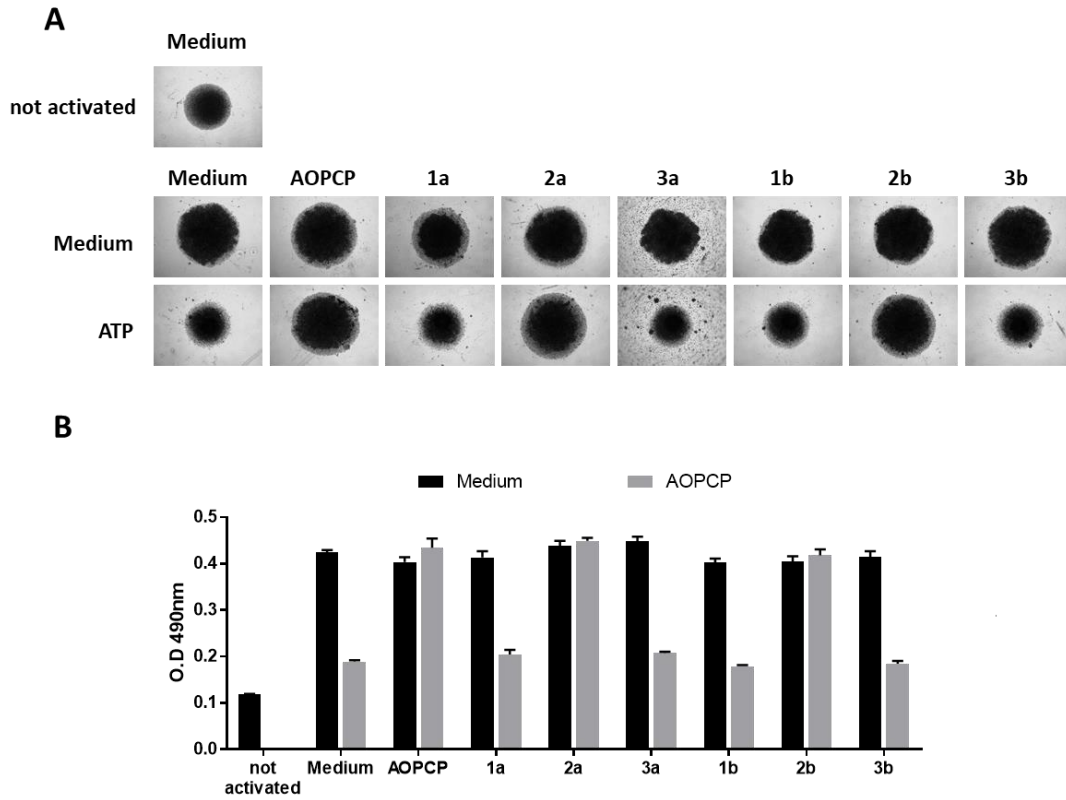 A
Medium
not activated
Medium AOPCP 1a 2a 3a 1b 2b 3b
Medium
ATP
B
Medium AOPCP
0.5
0.4
0.3
0.2
0.1
0.0
O.D 490nm
not activated Medium AOPCP 1a 2a 3a 1b 2b 3b